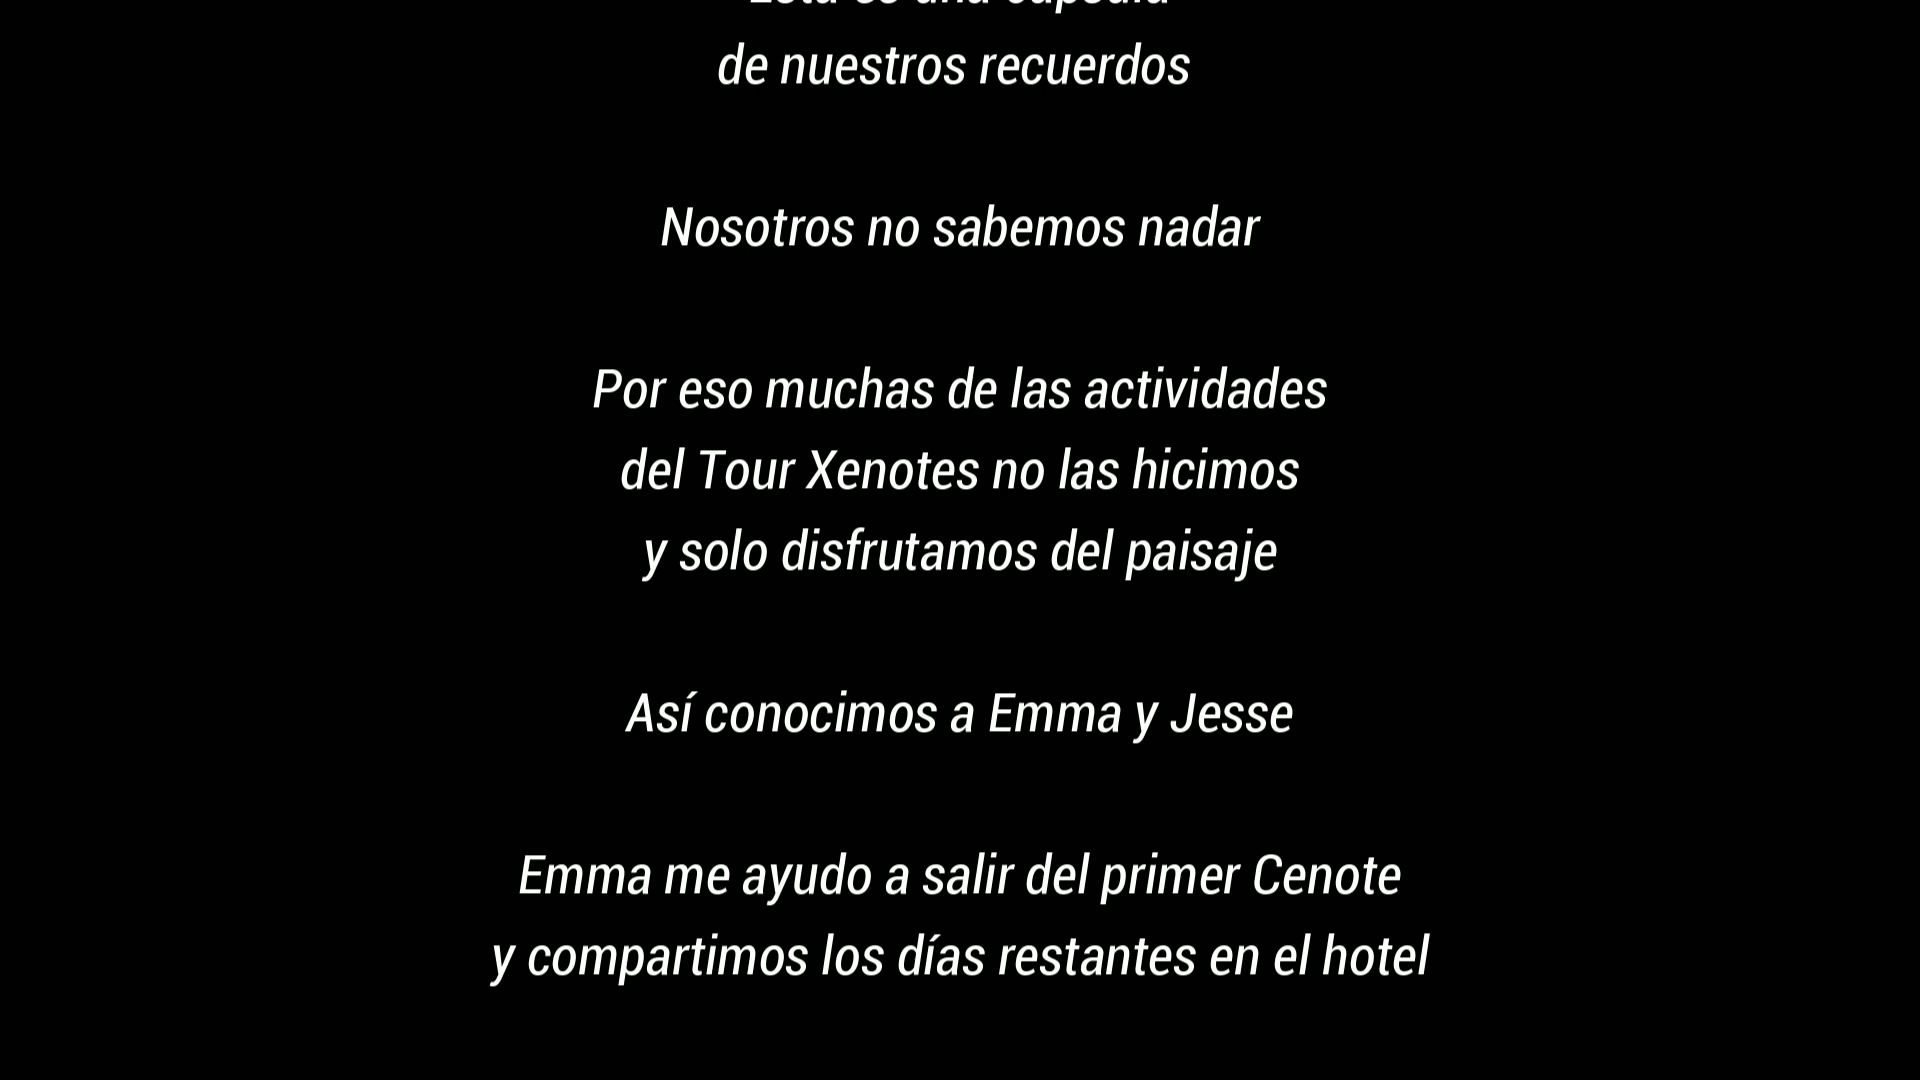 de nuestros recuerdos
Nosotros no sabemos nadar
Por eso muchas de las actividades
del Tour Xenotes no las hicimos
y solo disfrutamos del paisaje
Así conocimos a Emma y Jesse
Emma me ayudo a salir del primer Cenote
y compartimos los días restantes en el hotel